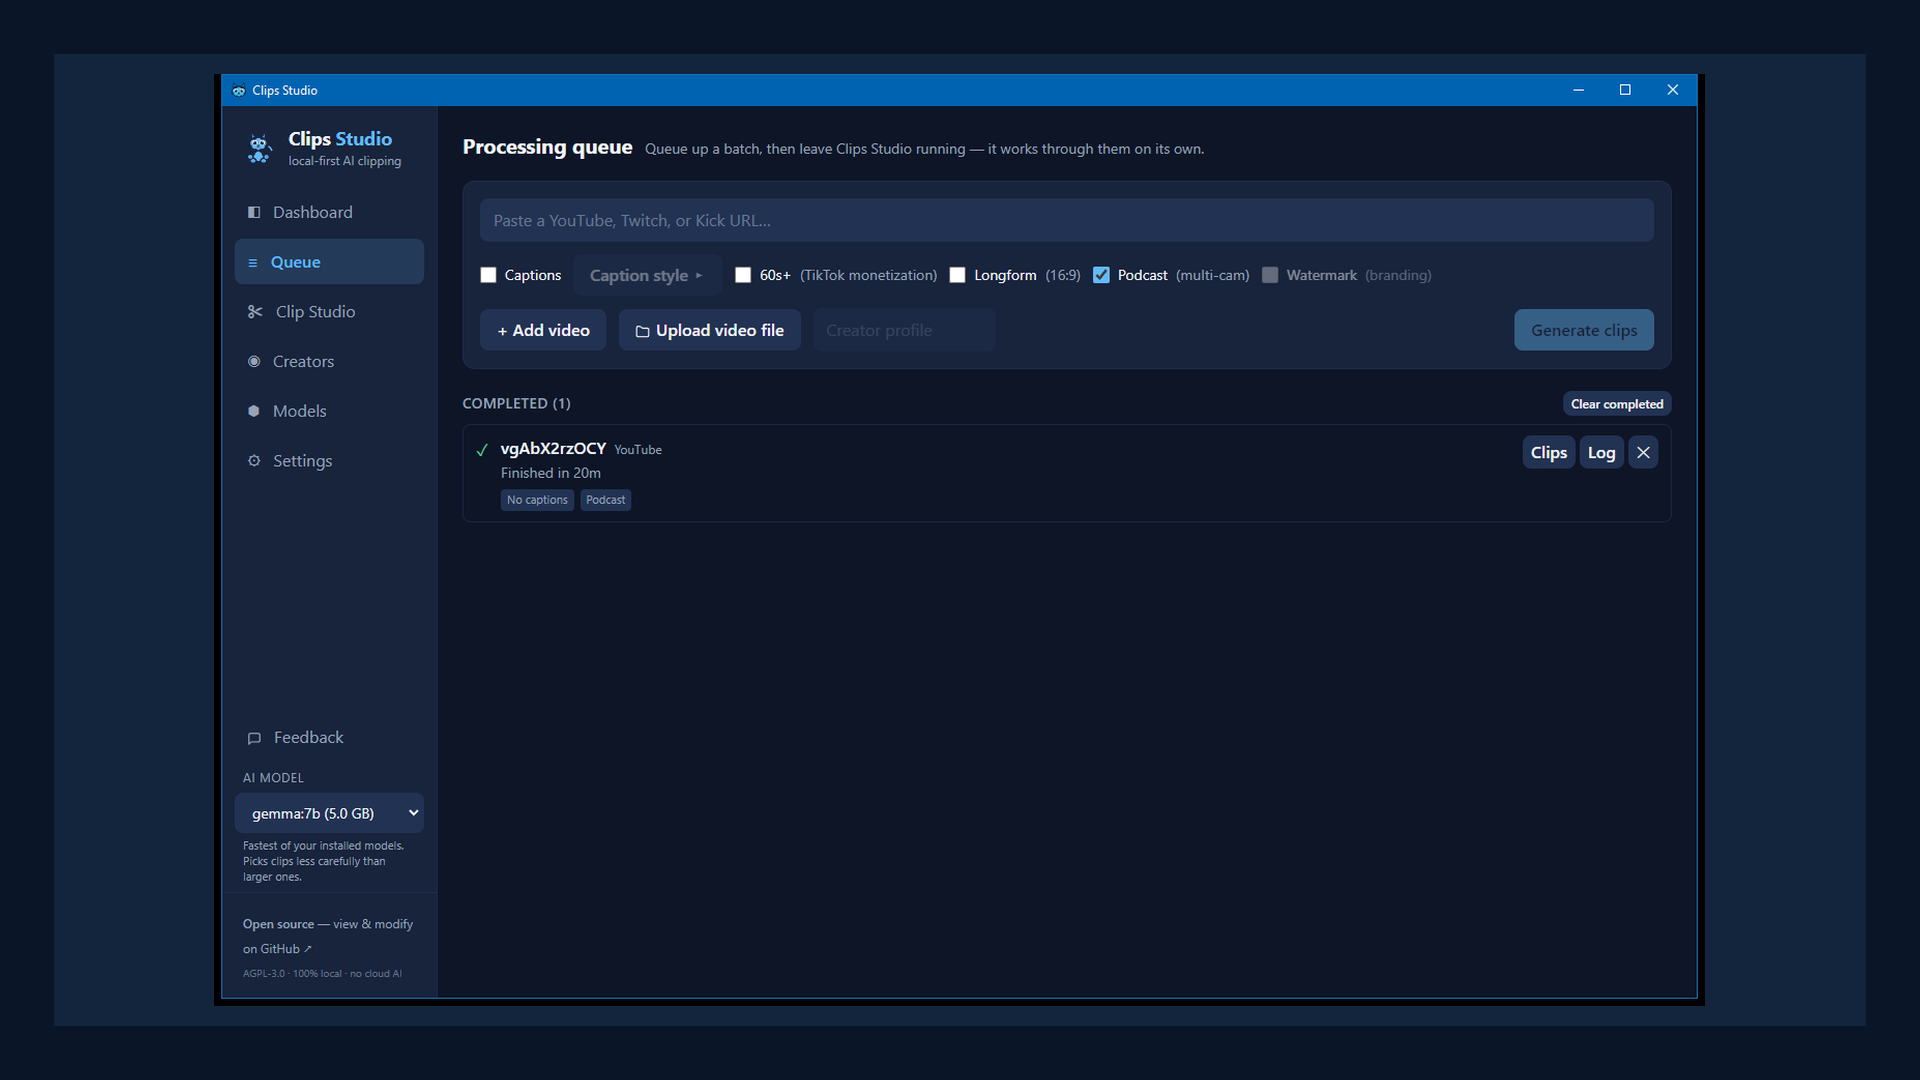 Clips Studio
Clips Studio
local-first AI clipping
Dashboard
Queue
Clip Studio
Creators
Models
Settings
Feedback
AI MODEL
gemma:7b (5.0 GB)
Fastest of your installed models.
Picks clips less carefully than
larger ones.
Open source — view & modify
on GitHub ↗
AGPL-3.0 · 100% local · no cloud AI
Processing queue Queue up a batch, then leave Clips Studio running — it works through them on its own.
Paste a YouTube, Twitch, or Kick URL...
Captions Caption style ▸ 60s+ (TikTok monetization) Longform (16:9) Podcast (multi-cam) Watermark (branding)
+ Add video Upload video file Creator profile Generate clips
COMPLETED (1) Clear completed
✓ vgAbX2rzOCY YouTube Clips Log ✕
Finished in 20m
No captions Podcast